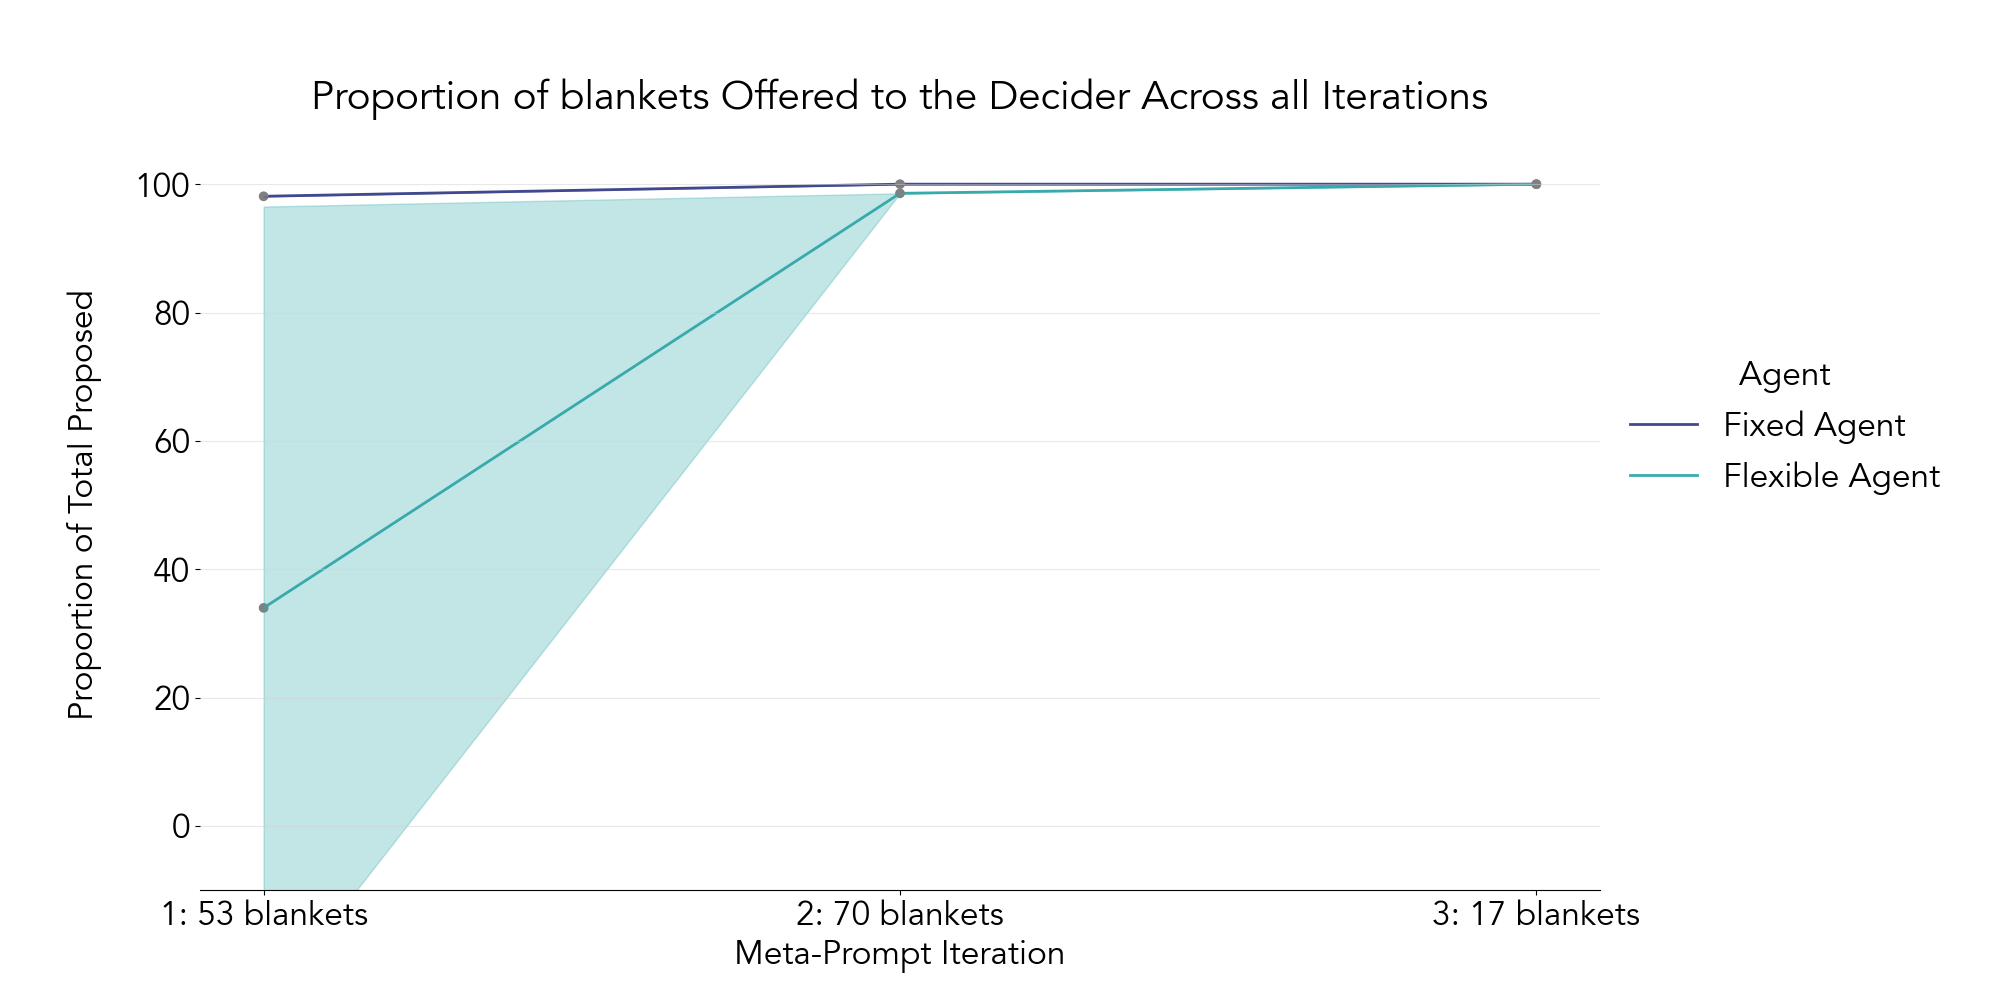 Proportion of blankets Offered to the Decider Across all Iterations
Proportion of Total Proposed
100
80
60
40
20
0
1: 53 blankets
2: 70 blankets
3: 17 blankets
Meta-Prompt Iteration
Agent
Fixed Agent
Flexible Agent